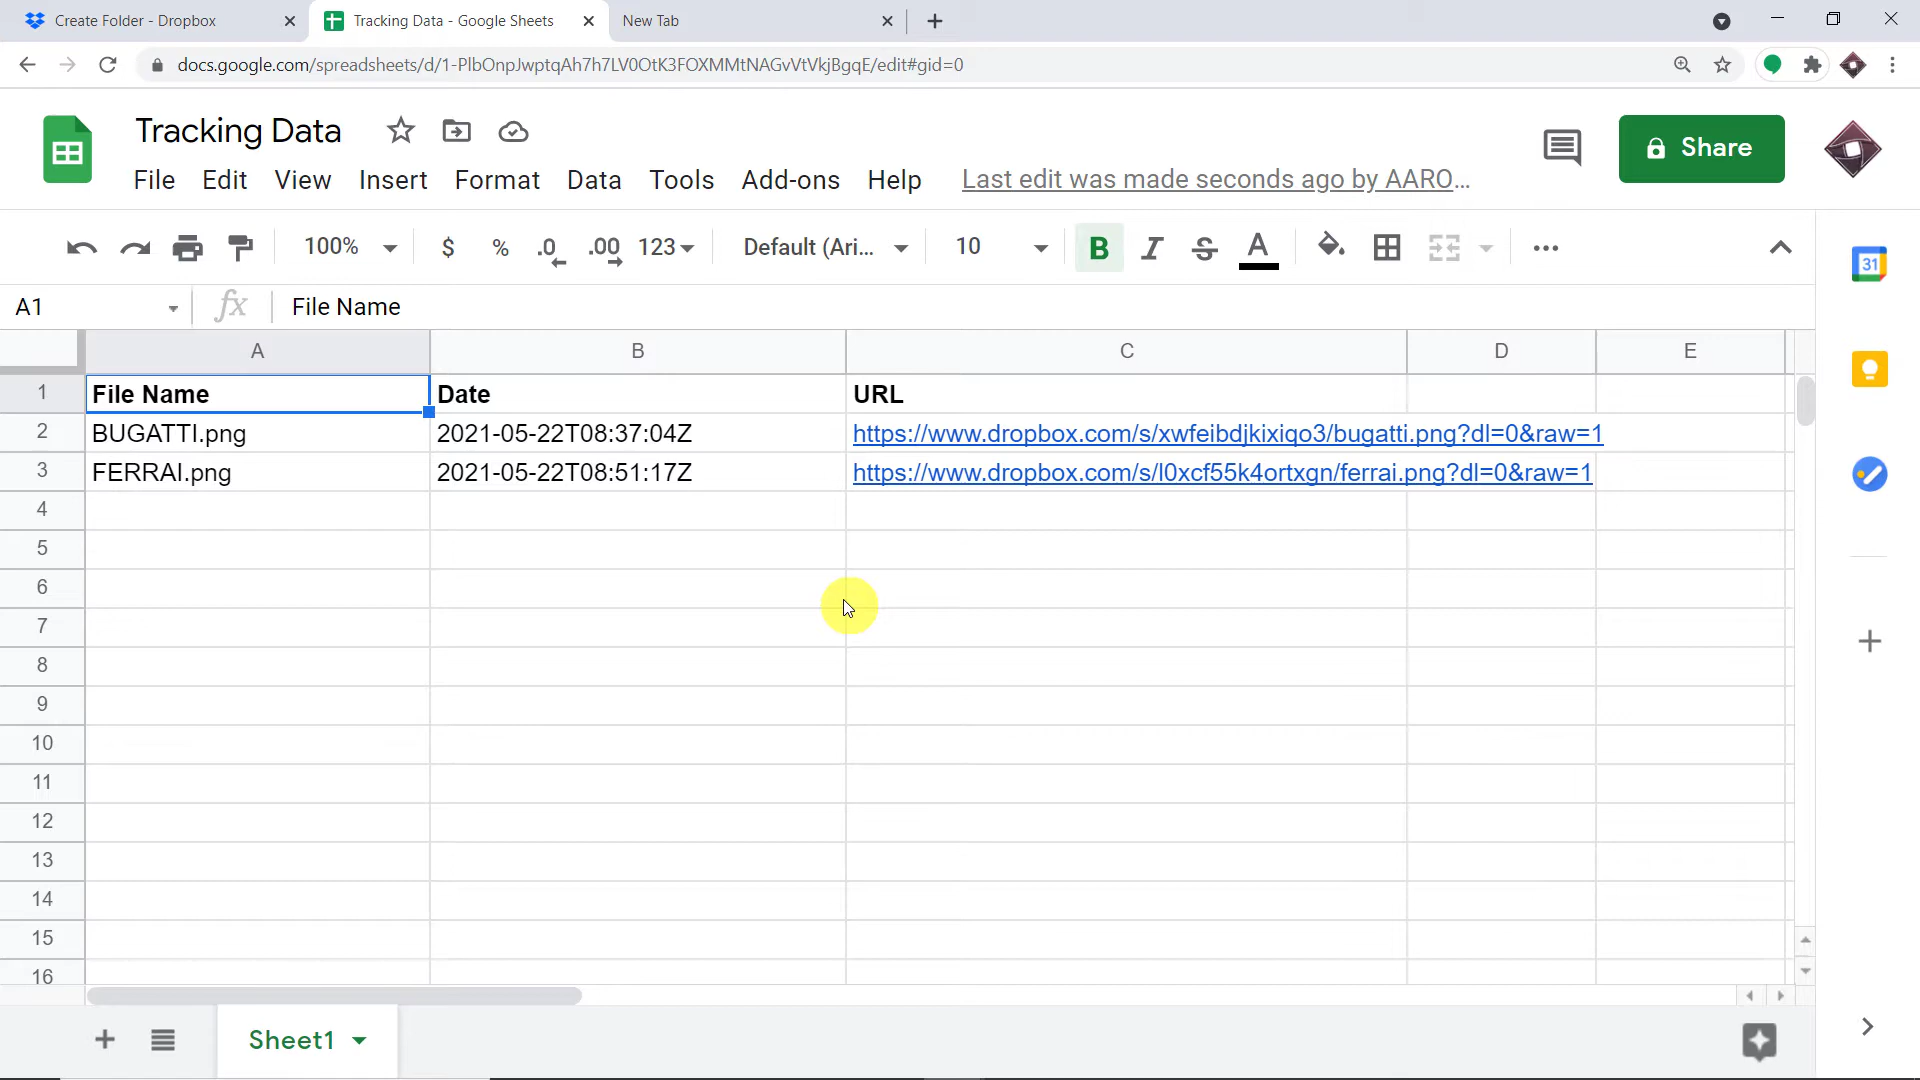 Create Folder - Dropbox
Tracking Data - Google Sheets
New Tab
docs.google.com/spreadsheets/d/1-PlbOnpJwptqAh7h7LV0OtK3FOXMMtNAGvVtVkjBgqE/edit#gid=0
Tracking Data
File Edit View Insert Format Data Tools Add-ons Help Last edit was made seconds ago by AARO...
Share
100% $ % .0 .00 123 Default (Ari... 10 B I S A
31
A1 fx File Name
A B C D E
1 File Name Date URL
2 BUGATTI.png 2021-05-22T08:37:04Z https://www.dropbox.com/s/xwfeibdjkixiqo3/bugatti.png?dl=0&raw=1
3 FERRAI.png 2021-05-22T08:51:17Z https://www.dropbox.com/s/l0xcf55k4ortxgn/ferrai.png?dl=0&raw=1
4
5
6
7
8
9
10
11
12
13
14
15
16
Sheet1